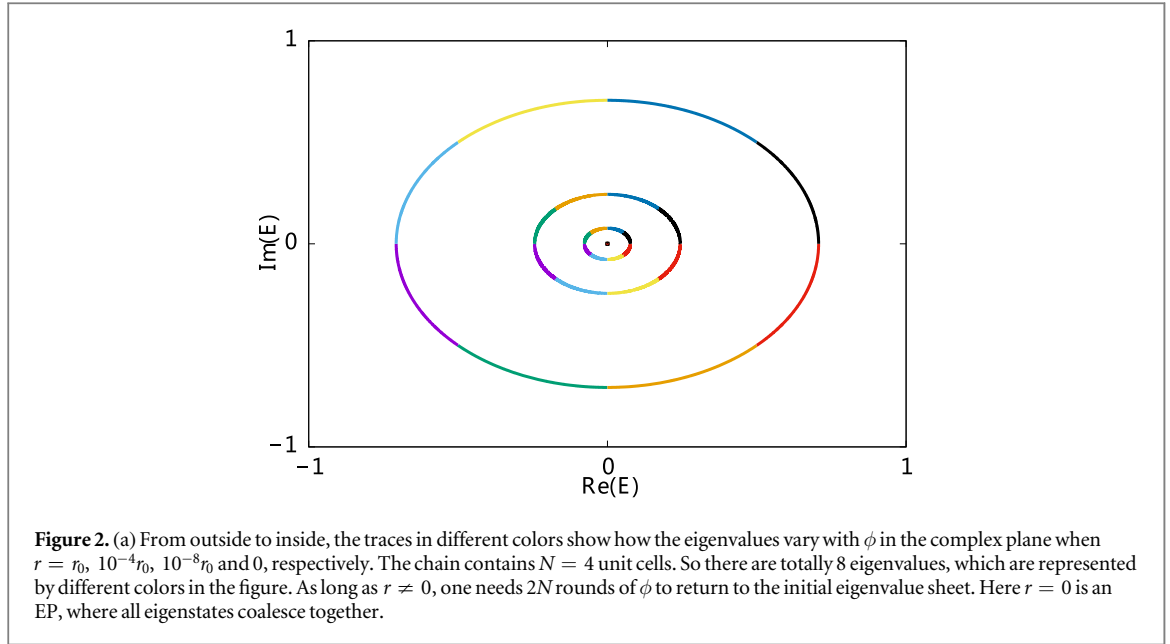 1
Im(E)
0
−1
−1
0
1
Re(E)
Figure 2. (a) From outside to inside, the traces in different colors show how the eigenvalues vary with ϕ in the complex plane when
r = r₀, 10⁻⁴r₀, 10⁻⁸r₀ and 0, respectively. The chain contains N = 4 unit cells. So there are totally 8 eigenvalues, which are represented
by different colors in the figure. As long as r ≠ 0, one needs 2N rounds of ϕ to return to the initial eigenvalue sheet. Here r = 0 is an
EP, where all eigenstates coalesce together.